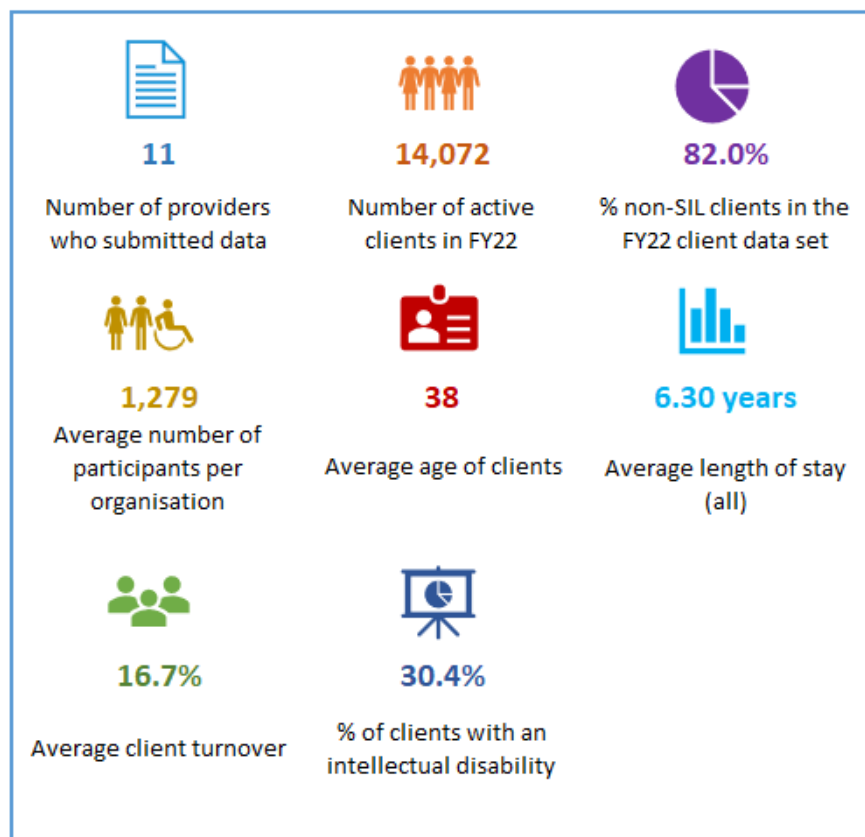 11
Number of providers
who submitted data
14,072
Number of active
clients in FY22
82.0%
% non-SIL clients in the
FY22 client data set
1,279
Average number of
participants per
organisation
38
Average age of clients
6.30 years
Average length of stay
(all)
16.7%
Average client turnover
30.4%
% of clients with an
intellectual disability